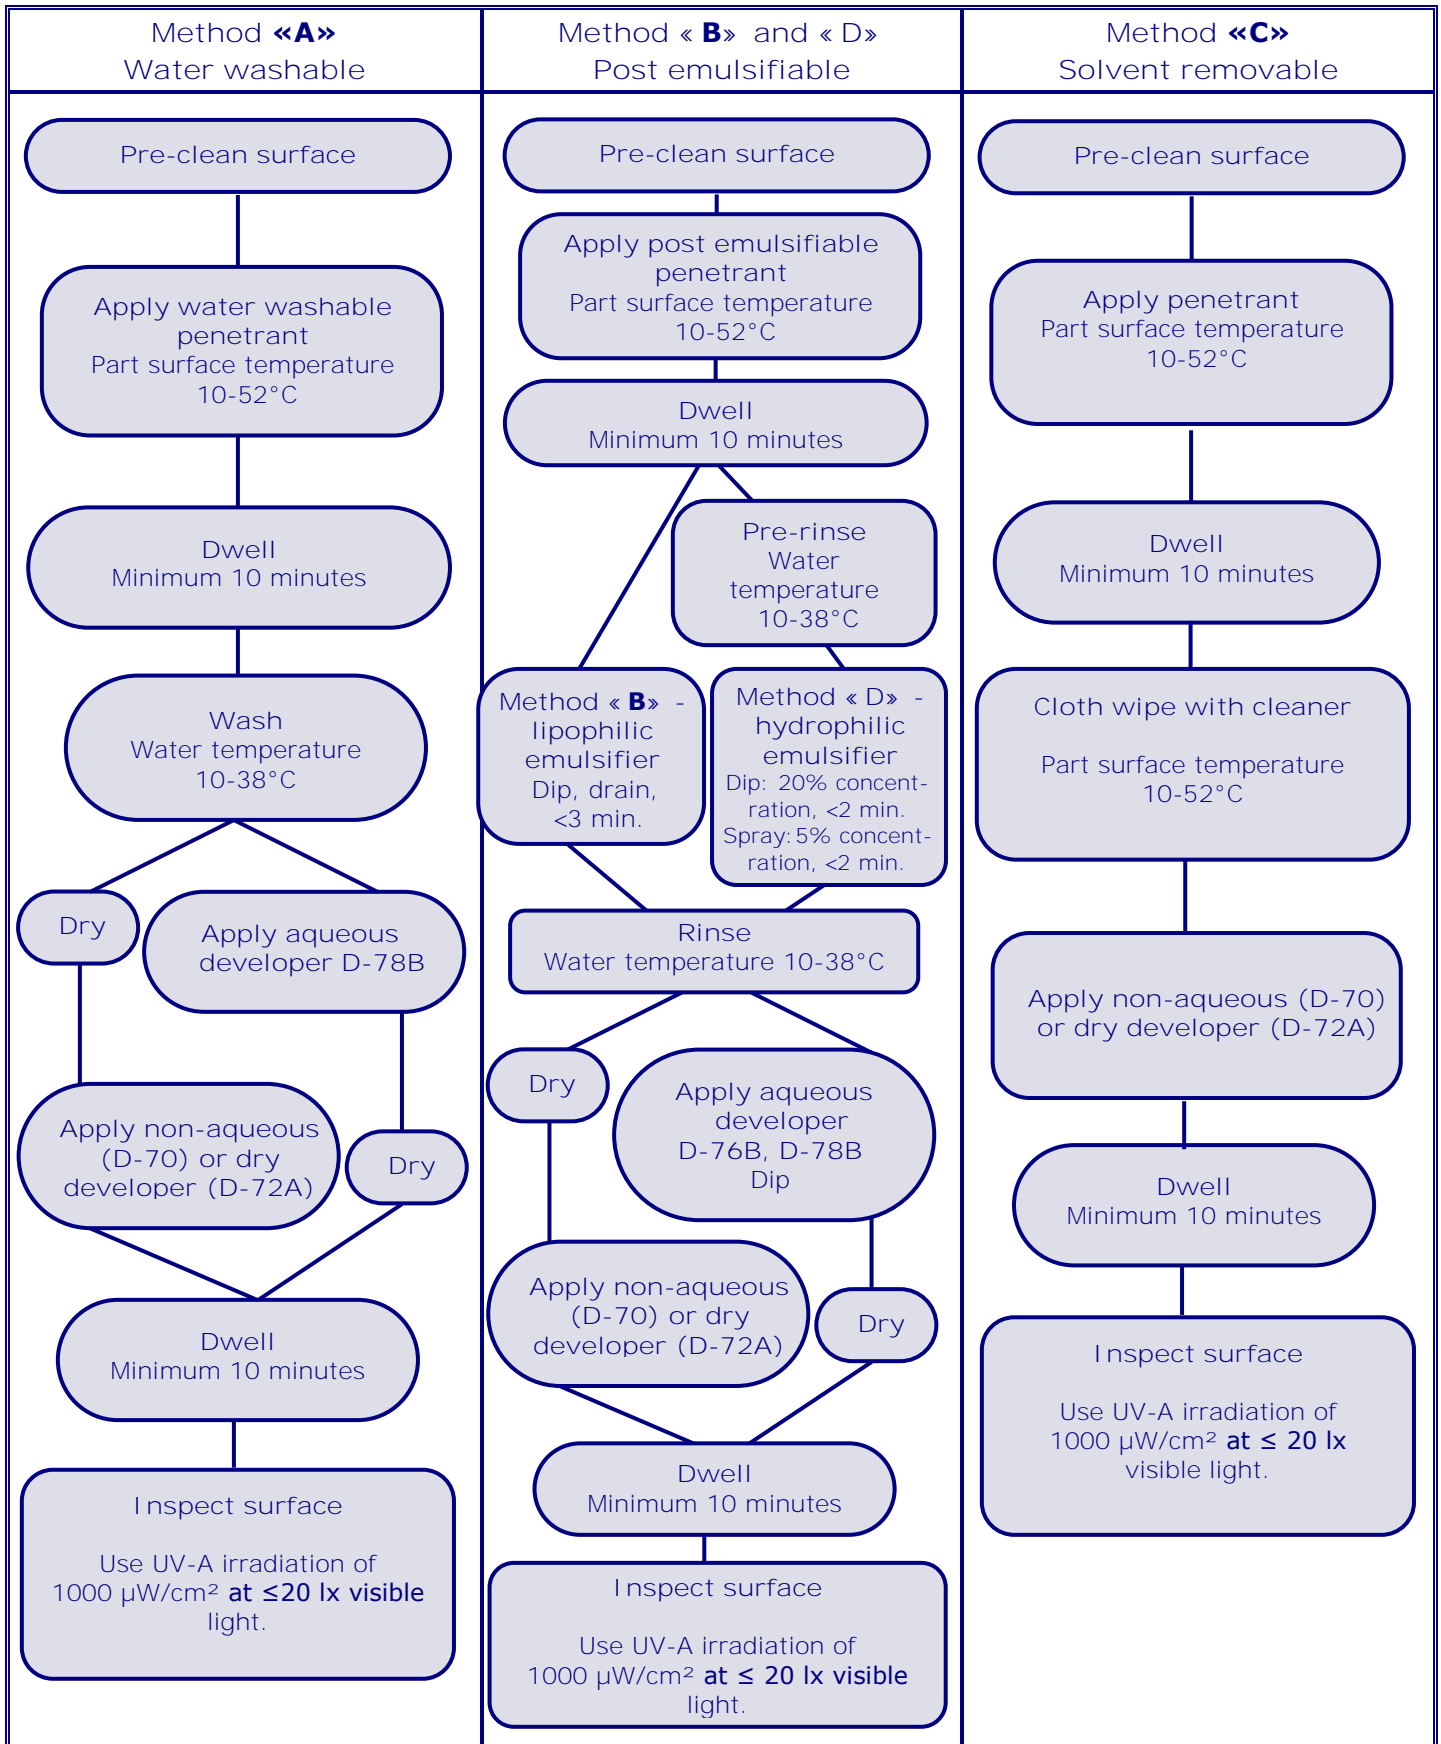 Method «A»
Water washable
Pre-clean surface
Apply water washable
penetrant
Part surface temperature
10-52°C
Dwell
Minimum 10 minutes
Wash
Water temperature
10-38°C
Dry
Apply aqueous
developer D-78B
Apply non-aqueous
(D-70) or dry
developer (D-72A)
Dry
Dwell
Minimum 10 minutes
Inspect surface
Use UV-A irradiation of
1000 µW/cm² at ≤20 lx visible
light.
Method « B» and « D»
Post emulsifiable
Pre-clean surface
Apply post emulsifiable
penetrant
Part surface temperature
10-52°C
Dwell
Minimum 10 minutes
Pre-rinse
Water
temperature
10-38°C
Method « B» -
lipophilic
emulsifier
Dip, drain,
<3 min.
Method « D» -
hydrophilic
emulsifier
Dip: 20% concent-
ration, <2 min.
Spray: 5% concent-
ration, <2 min.
Rinse
Water temperature 10-38°C
Dry
Apply aqueous
developer
D-76B, D-78B
Dip
Apply non-aqueous
(D-70) or dry
developer (D-72A)
Dry
Dwell
Minimum 10 minutes
Inspect surface
Use UV-A irradiation of
1000 µW/cm² at ≤ 20 lx visible
light.
Method «C»
Solvent removable
Pre-clean surface
Apply penetrant
Part surface temperature
10-52°C
Dwell
Minimum 10 minutes
Cloth wipe with cleaner
Part surface temperature
10-52°C
Apply non-aqueous (D-70)
or dry developer (D-72A)
Dwell
Minimum 10 minutes
Inspect surface
Use UV-A irradiation of
1000 µW/cm² at ≤ 20 lx
visible light.